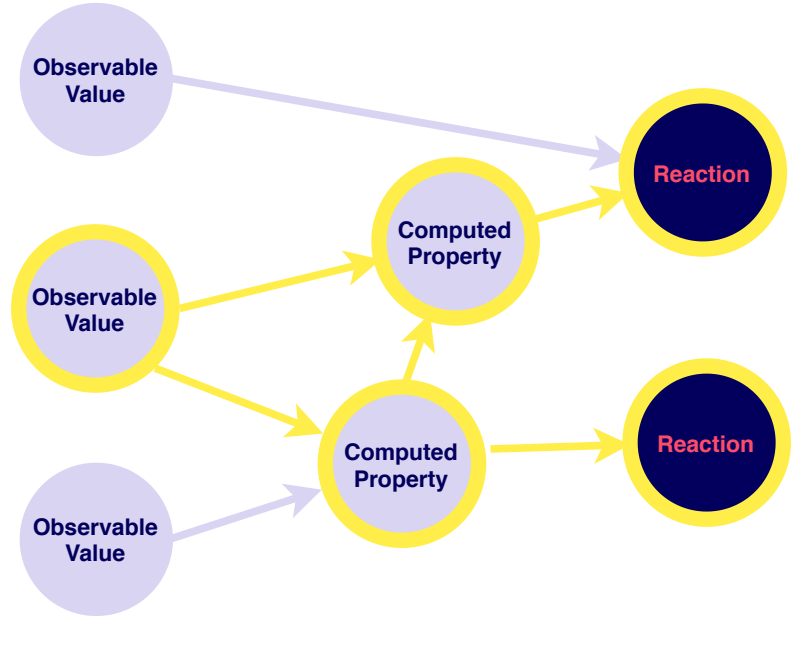 Observable
Value
Reaction
Computed
Property
Observable
Value
Computed
Property
Reaction
Observable
Value